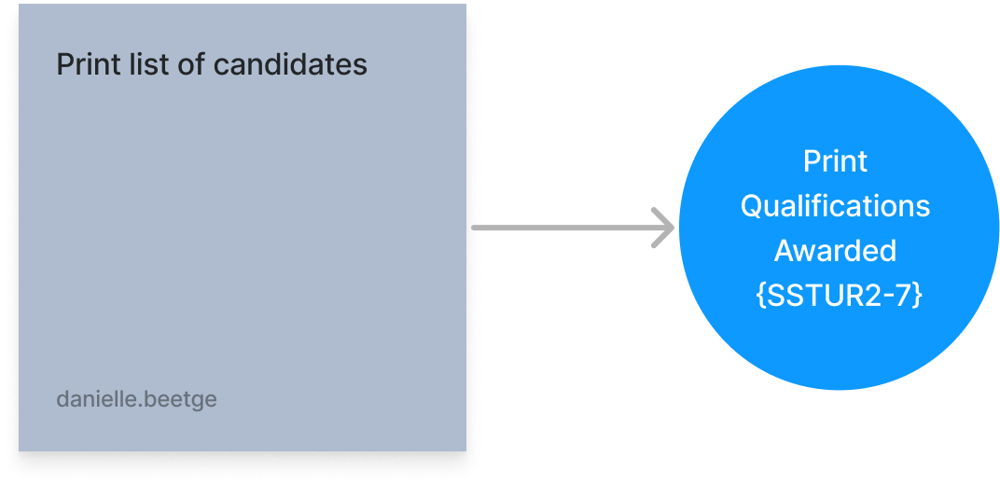 Print list of candidates
danielle.beetge
Print
Qualifications
Awarded
{SSTUR2-7}